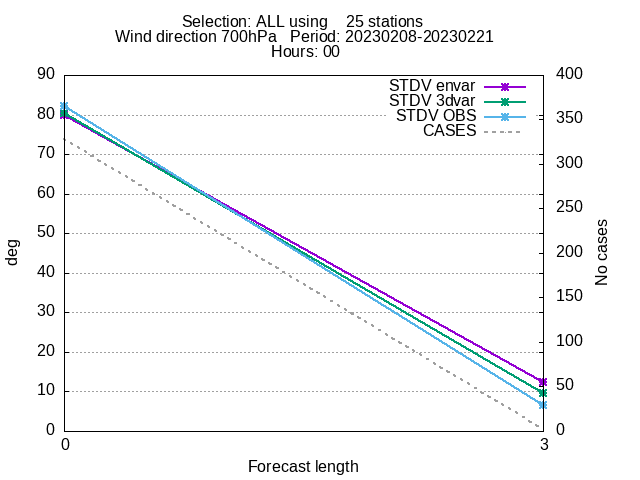 Selection: ALL using    25 stations
Wind direction 700hPa   Period: 20230208-20230221
Hours: 00
90
80
70
60
50
40
30
20
10
0
400
350
300
250
200
150
100
50
0
STDV envar
STDV 3dvar
STDV OBS
CASES
deg
No cases
0
3
Forecast length